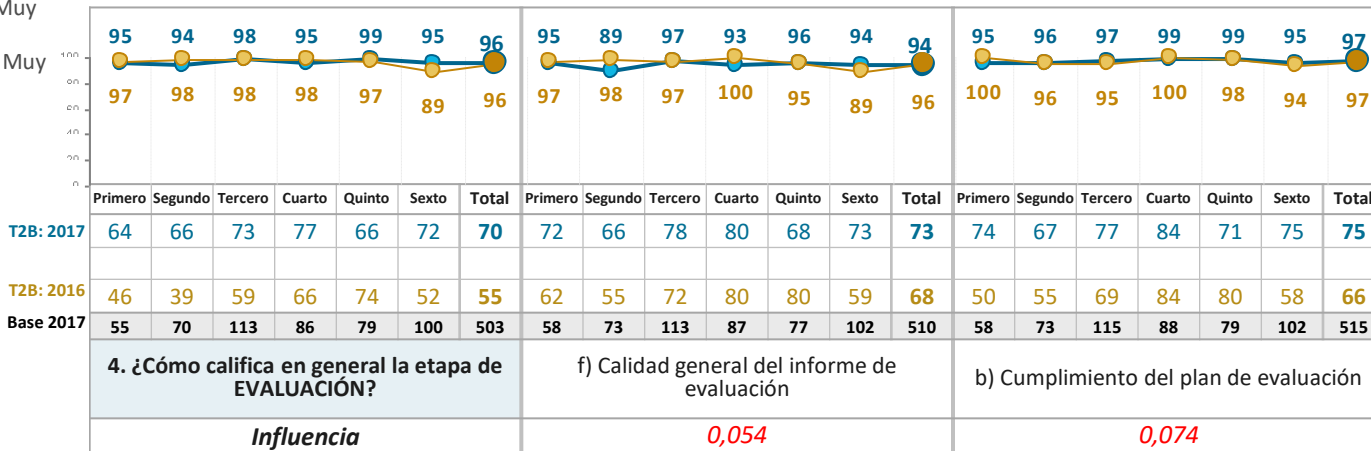 Muy
95 94 98 95 99 95 96 95 89 97 93 96 94 94 95 96 97 99 99 95 97
Muy
100
97 98 98 98 97 89 96 97 98 97 100 95 89 96 100 96 95 100 98 94 97
80
60
40
20
0
Primero Segundo Tercero Cuarto Quinto Sexto Total Primero Segundo Tercero Cuarto Quinto Sexto Total Primero Segundo Tercero Cuarto Quinto Sexto Total
T2B: 2017 64 66 73 77 66 72 70 72 66 78 80 68 73 73 74 67 77 84 71 75 75
T2B: 2016 46 39 59 66 74 52 55 62 55 72 80 80 59 68 50 55 69 84 80 58 66
Base 2017 55 70 113 86 79 100 503 58 73 113 87 77 102 510 58 73 115 88 79 102 515
4. ¿Cómo califica en general la etapa de
EVALUACIÓN?
f) Calidad general del informe de
evaluación
b) Cumplimiento del plan de evaluación
Influencia 0,054 0,074